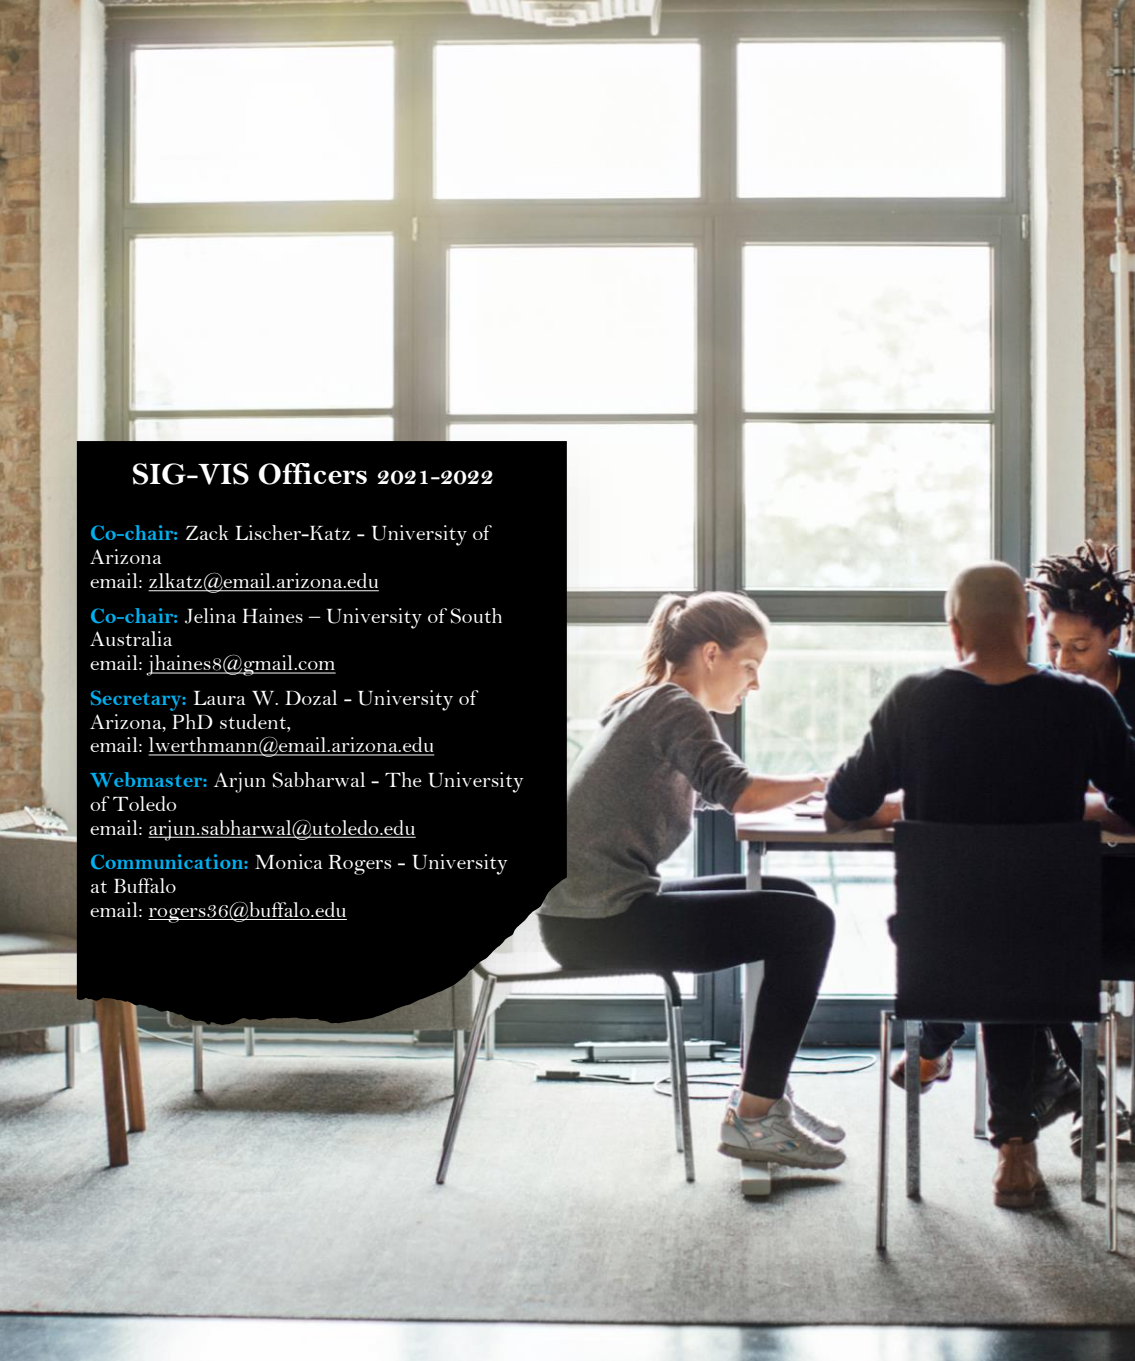 SIG-VIS Officers 2021-2022
Co-chair: Zack Lischer-Katz - University of
Arizona
email: zlkatz@email.arizona.edu
Co-chair: Jelina Haines – University of South
Australia
email: jhaines8@gmail.com
Secretary: Laura W. Dozal - University of
Arizona, PhD student,
email: lwerthmann@email.arizona.edu
Webmaster: Arjun Sabharwal - The University
of Toledo
email: arjun.sabharwal@utoledo.edu
Communication: Monica Rogers - University
at Buffalo
email: rogers36@buffalo.edu